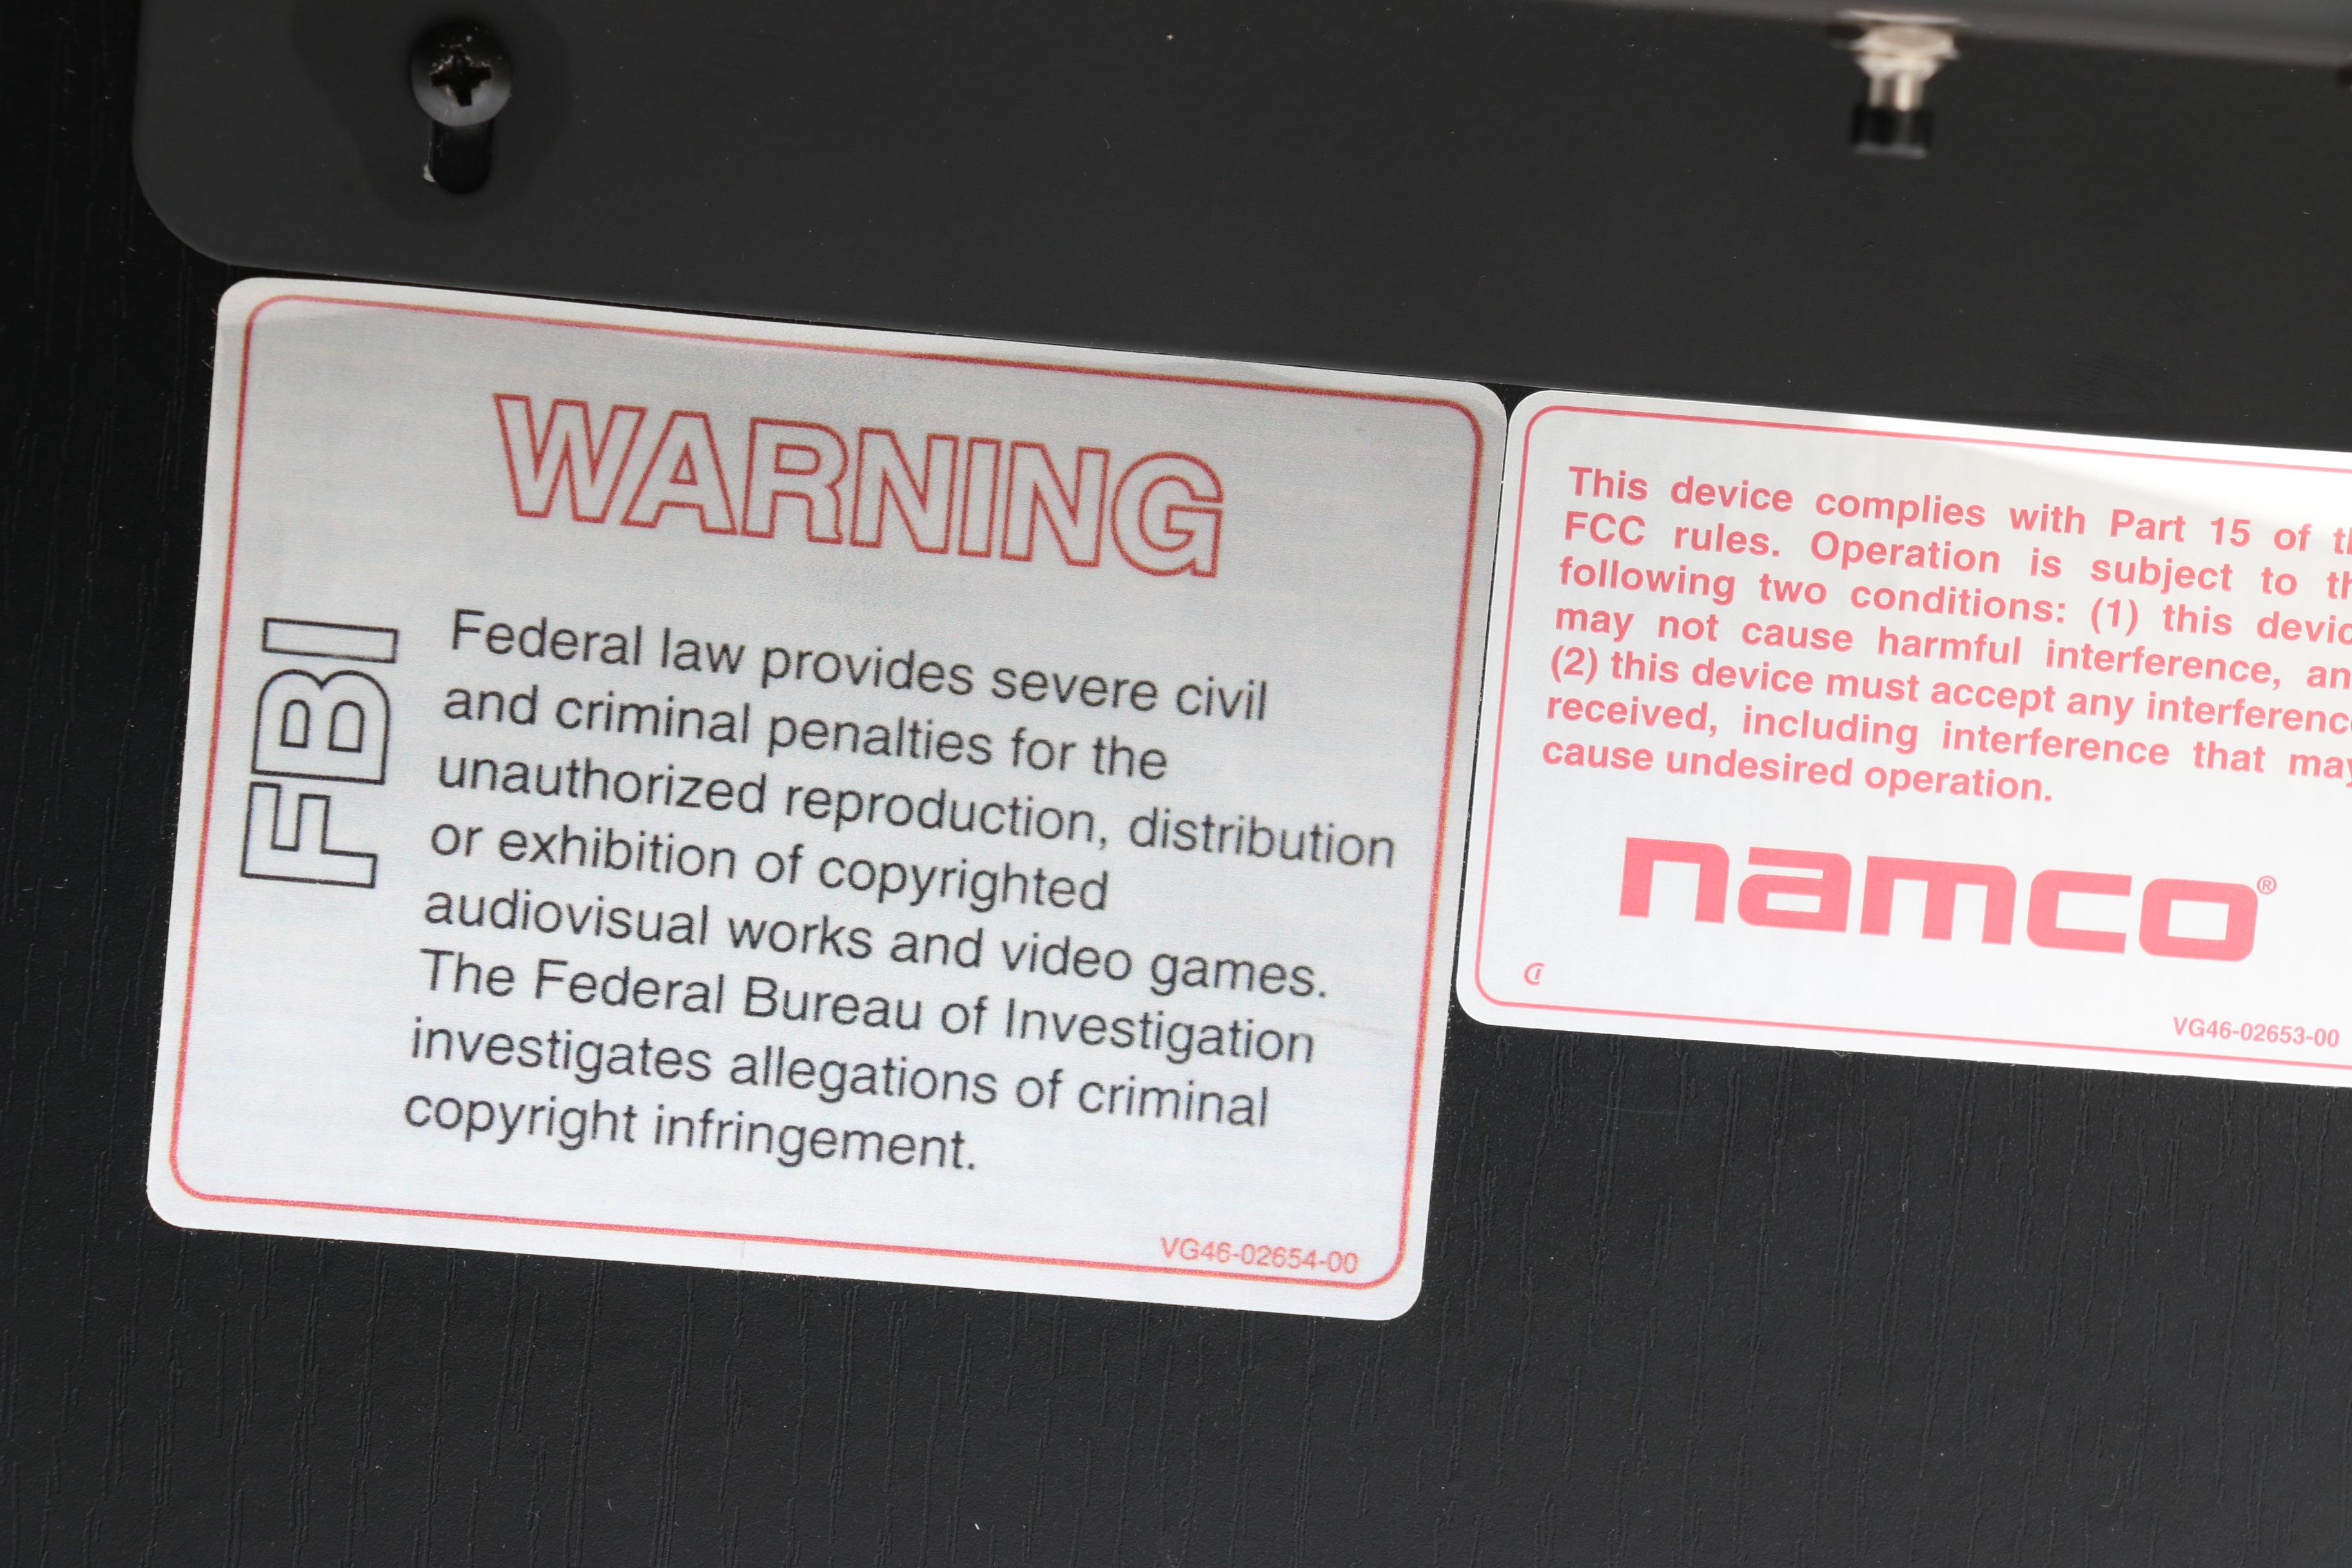 WARNING
FBI
Federal law provides severe civil
and criminal penalties for the
unauthorized reproduction, distribution
or exhibition of copyrighted
audiovisual works and video games.
The Federal Bureau of Investigation
investigates allegations of criminal
copyright infringement.
VG46-02654-00
This device complies with Part 15 of
FCC rules. Operation is subject to
following two conditions: (1) this
may not cause harmful interference,
(2) this device must accept any
received, including interference that
cause undesired operation.
namco®
VG46-02653-00